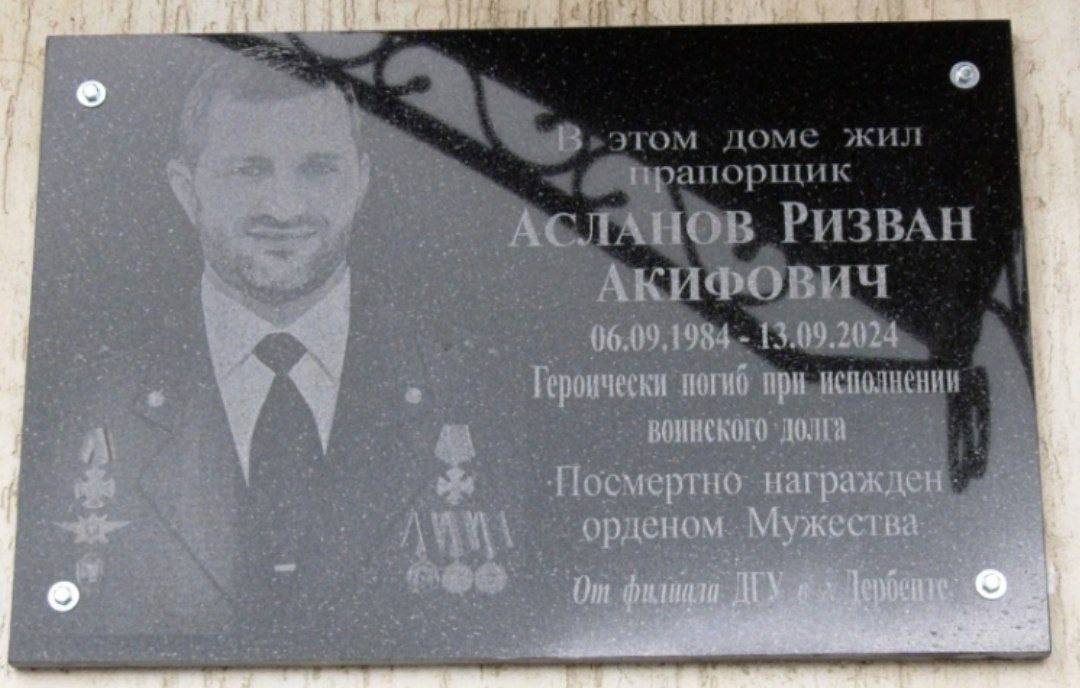 В этом доме жил
прапорщик
АСЛАНОВ РИЗВАН
АКИФОВИЧ
06.09.1984 - 13.09.2024
Героически погиб при исполнении
воинского долга
Посмертно награжден
орденом Мужества
От филиала ДГУ в г. Дербенте